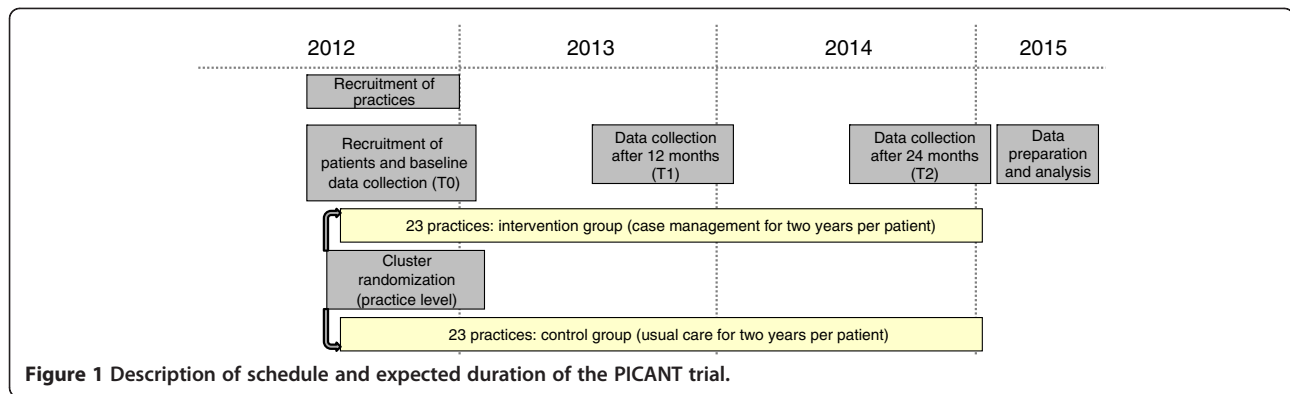 2012 2013 2014 2015
Recruitment of
practices
Recruitment of
patients and baseline
data collection (T0)
Data collection
after 12 months
(T1)
Data collection
after 24 months
(T2)
Data
preparation
and analysis
23 practices: intervention group (case management for two years per patient)
Cluster
randomization
(practice level)
23 practices: control group (usual care for two years per patient)
Figure 1 Description of schedule and expected duration of the PICANT trial.